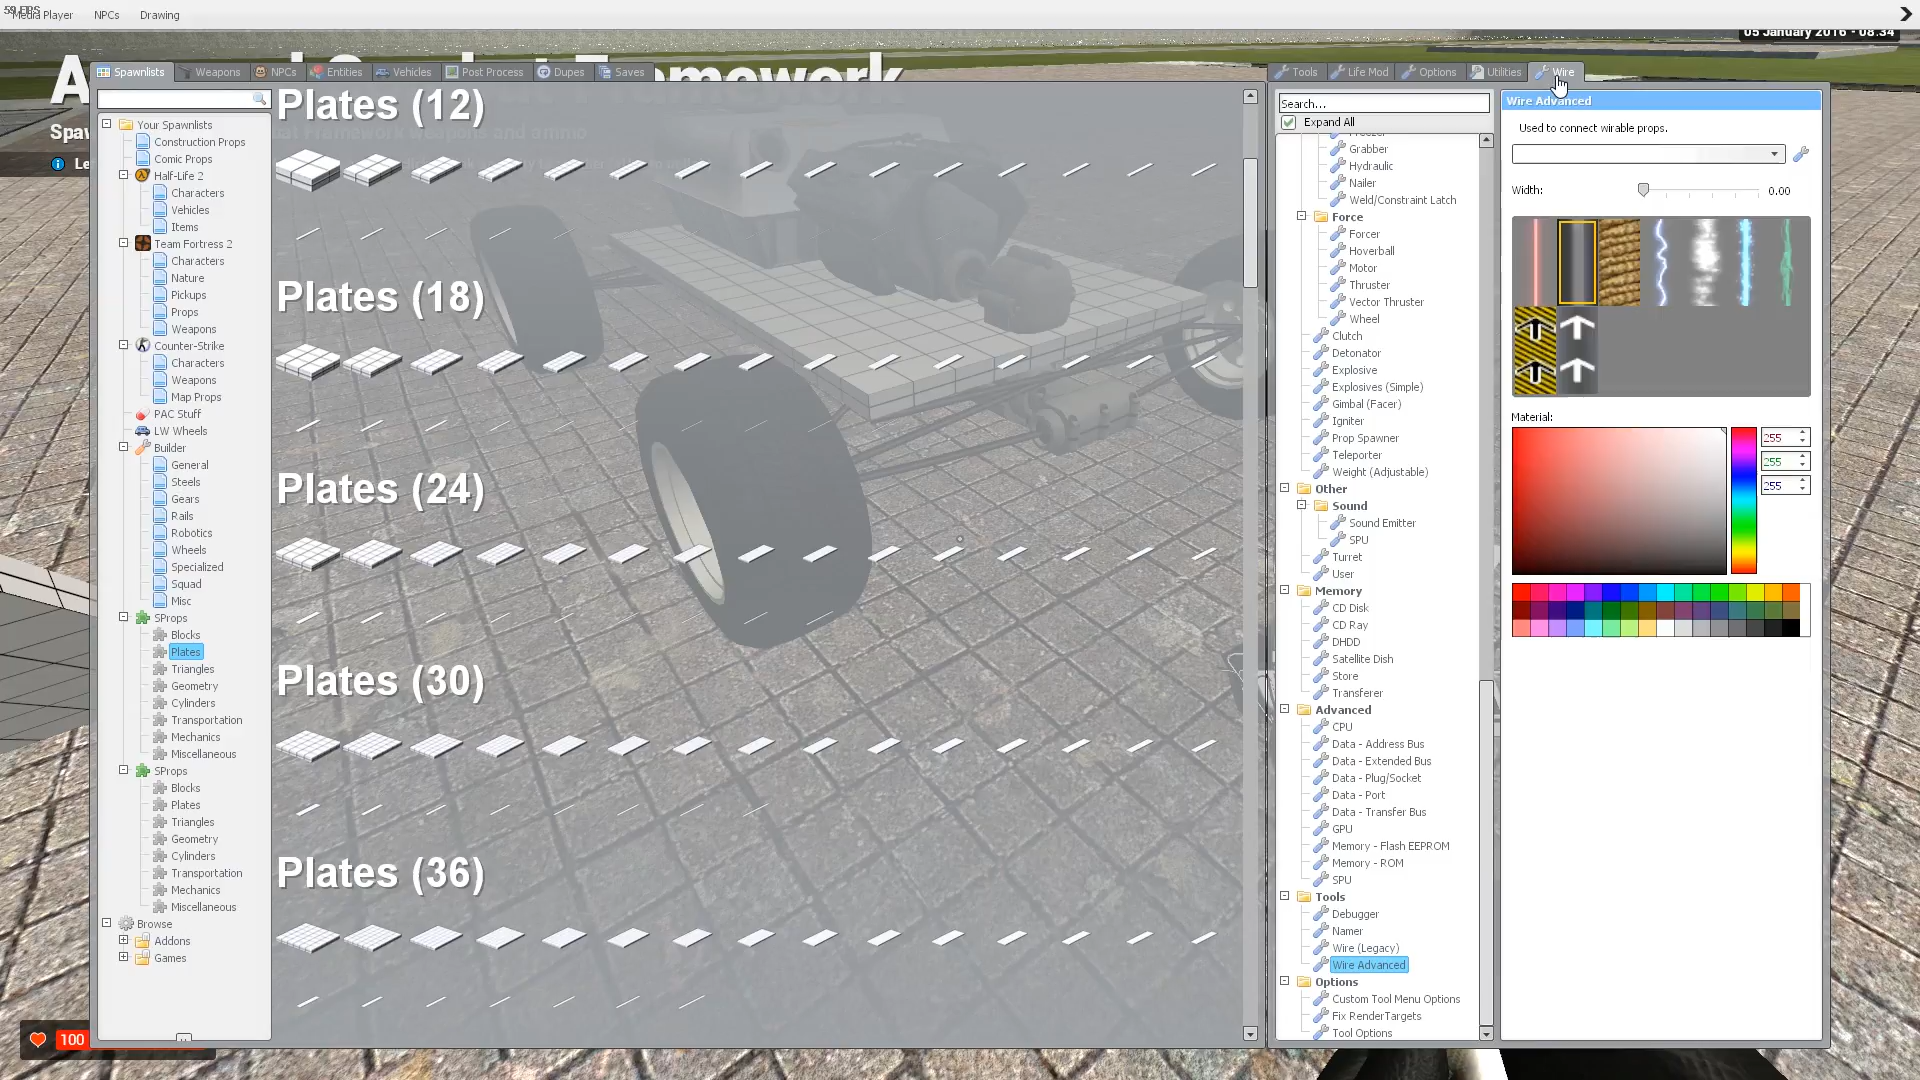 59 FPS
Media Player NPCs Drawing
05 January 2016 - 08:34
Spawnlists Weapons NPCs Entities Vehicles Post Process Dupes Saves
Tools Life Mod Options Utilities Wire
Your Spawnlists
Construction Props
Comic Props
Half-Life 2
Characters
Vehicles
Items
Team Fortress 2
Characters
Nature
Pickups
Props
Weapons
Counter-Strike
Characters
Weapons
Map Props
PAC Stuff
LW Wheels
Builder
General
Steels
Gears
Rails
Robotics
Wheels
Specialized
Squad
Misc
SProps
Blocks
Plates
Triangles
Geometry
Cylinders
Transportation
Mechanics
Miscellaneous
SProps
Blocks
Plates
Triangles
Geometry
Cylinders
Transportation
Mechanics
Miscellaneous
Browse
Addons
Games
100
Plates (12)
Framework weapons and ammo
Plates (18)
Plates (24)
Plates (30)
Plates (36)
Search...
Expand All
Freezer
Grabber
Hydraulic
Nailer
Weld/Constraint Latch
Force
Forcer
Hoverball
Motor
Thruster
Vector Thruster
Wheel
Clutch
Detonator
Explosive
Explosives (Simple)
Gimbal (Facer)
Igniter
Prop Spawner
Teleporter
Weight (Adjustable)
Other
Sound
Sound Emitter
SPU
Turret
User
Memory
CD Disk
CD Ray
DHDD
Satellite Dish
Store
Transferer
Advanced
CPU
Data - Address Bus
Data - Extended Bus
Data - Plug/Socket
Data - Port
Data - Transfer Bus
GPU
Memory - Flash EEPROM
Memory - ROM
SPU
Tools
Debugger
Namer
Wire (Legacy)
Wire Advanced
Options
Custom Tool Menu Options
Fix RenderTargets
Tool Options
Wire Advanced
Used to connect wirable props.
Width: 0.00
Material:
255
255
255